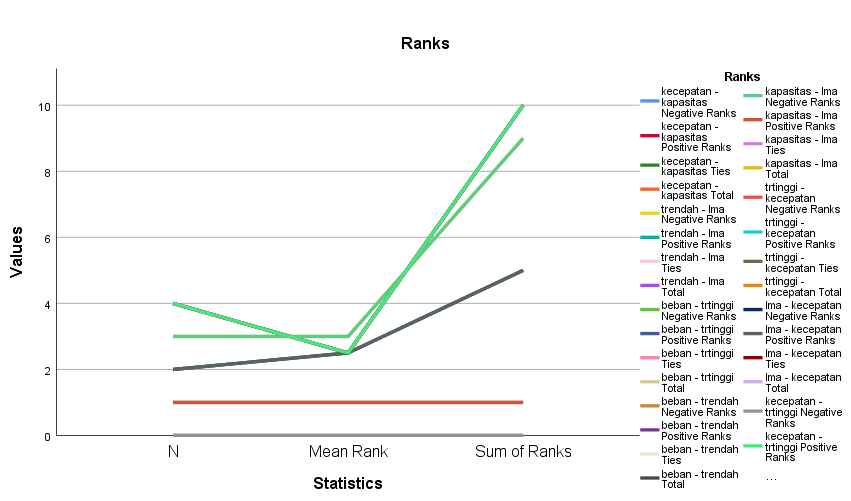 Ranks
Values
10
8
6
4
2
0
N
Mean Rank
Sum of Ranks
Statistics
Ranks
kecepatan -
kapasitas
Negative Ranks
kecepatan -
kapasitas
Positive Ranks
kecepatan -
kapasitas Ties
kecepatan -
kapasitas Total
trendah - lma
Negative Ranks
trendah - lma
Positive Ranks
trendah - lma
Ties
trendah - lma
Total
beban - trtinggi
Negative Ranks
beban - trtinggi
Positive Ranks
beban - trtinggi
Ties
beban - trtinggi
Total
beban - trendah
Negative Ranks
beban - trendah
Positive Ranks
beban - trendah
Ties
beban - trendah
Total
kapasitas - lma
Negative Ranks
kapasitas - lma
Positive Ranks
kapasitas - lma
Ties
kapasitas - lma
Total
trtinggi -
kecepatan
Negative Ranks
trtinggi -
kecepatan
Positive Ranks
trtinggi -
kecepatan Ties
trtinggi -
kecepatan Total
lma - kecepatan
Negative Ranks
lma - kecepatan
Positive Ranks
lma - kecepatan
Ties
lma - kecepatan
Total
kecepatan -
trtinggi Negative
Ranks
kecepatan -
trtinggi Positive
Ranks
...